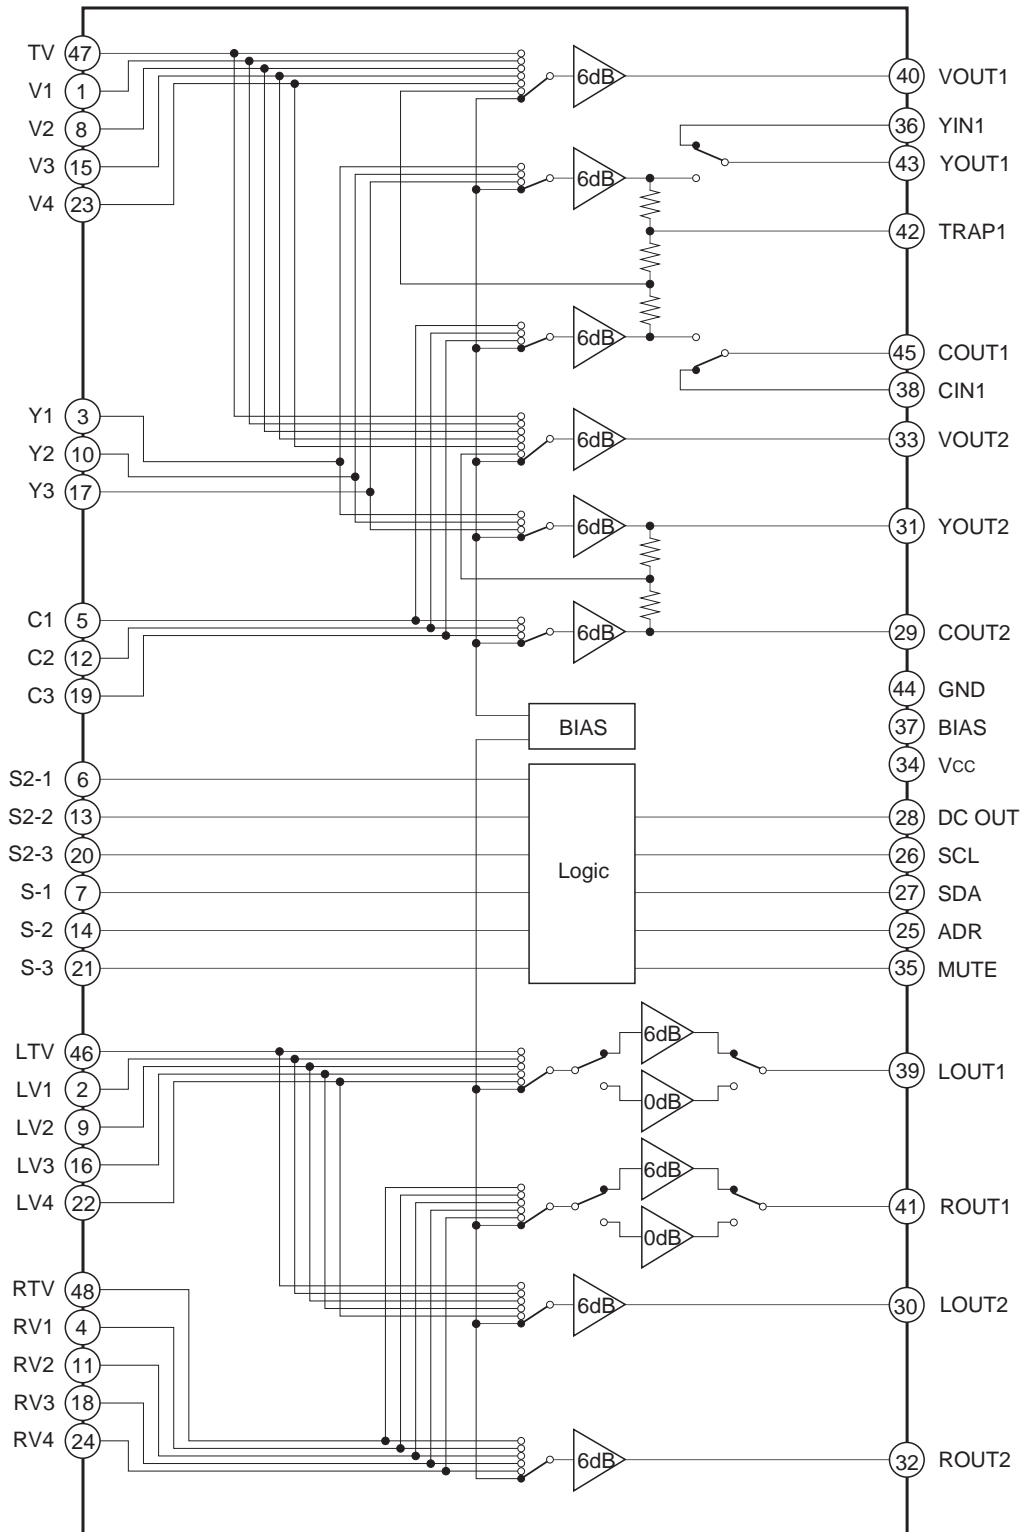 TV 47
6dB
40 VOUT1
V1 1
36 YIN1
V2 8
V3 15
6dB
43 YOUT1
V4 23
42 TRAP1
6dB
45 COUT1
38 CIN1
Y1 3
6dB
33 VOUT2
Y2 10
Y3 17
6dB
31 YOUT2
C1 5
6dB
29 COUT2
C2 12
C3 19
44 GND
BIAS
37 BIAS
34 VCC
S2-1 6
S2-2 13
28 DC OUT
S2-3 20
26 SCL
Logic
S-1 7
27 SDA
S-2 14
25 ADR
S-3 21
35 MUTE
6dB
LTV 46
39 LOUT1
LV1 2
0dB
LV2 9
LV3 16
6dB
LV4 22
41 ROUT1
0dB
RTV 48
6dB
30 LOUT2
RV1 4
RV2 11
RV3 18
RV4 24
6dB
32 ROUT2